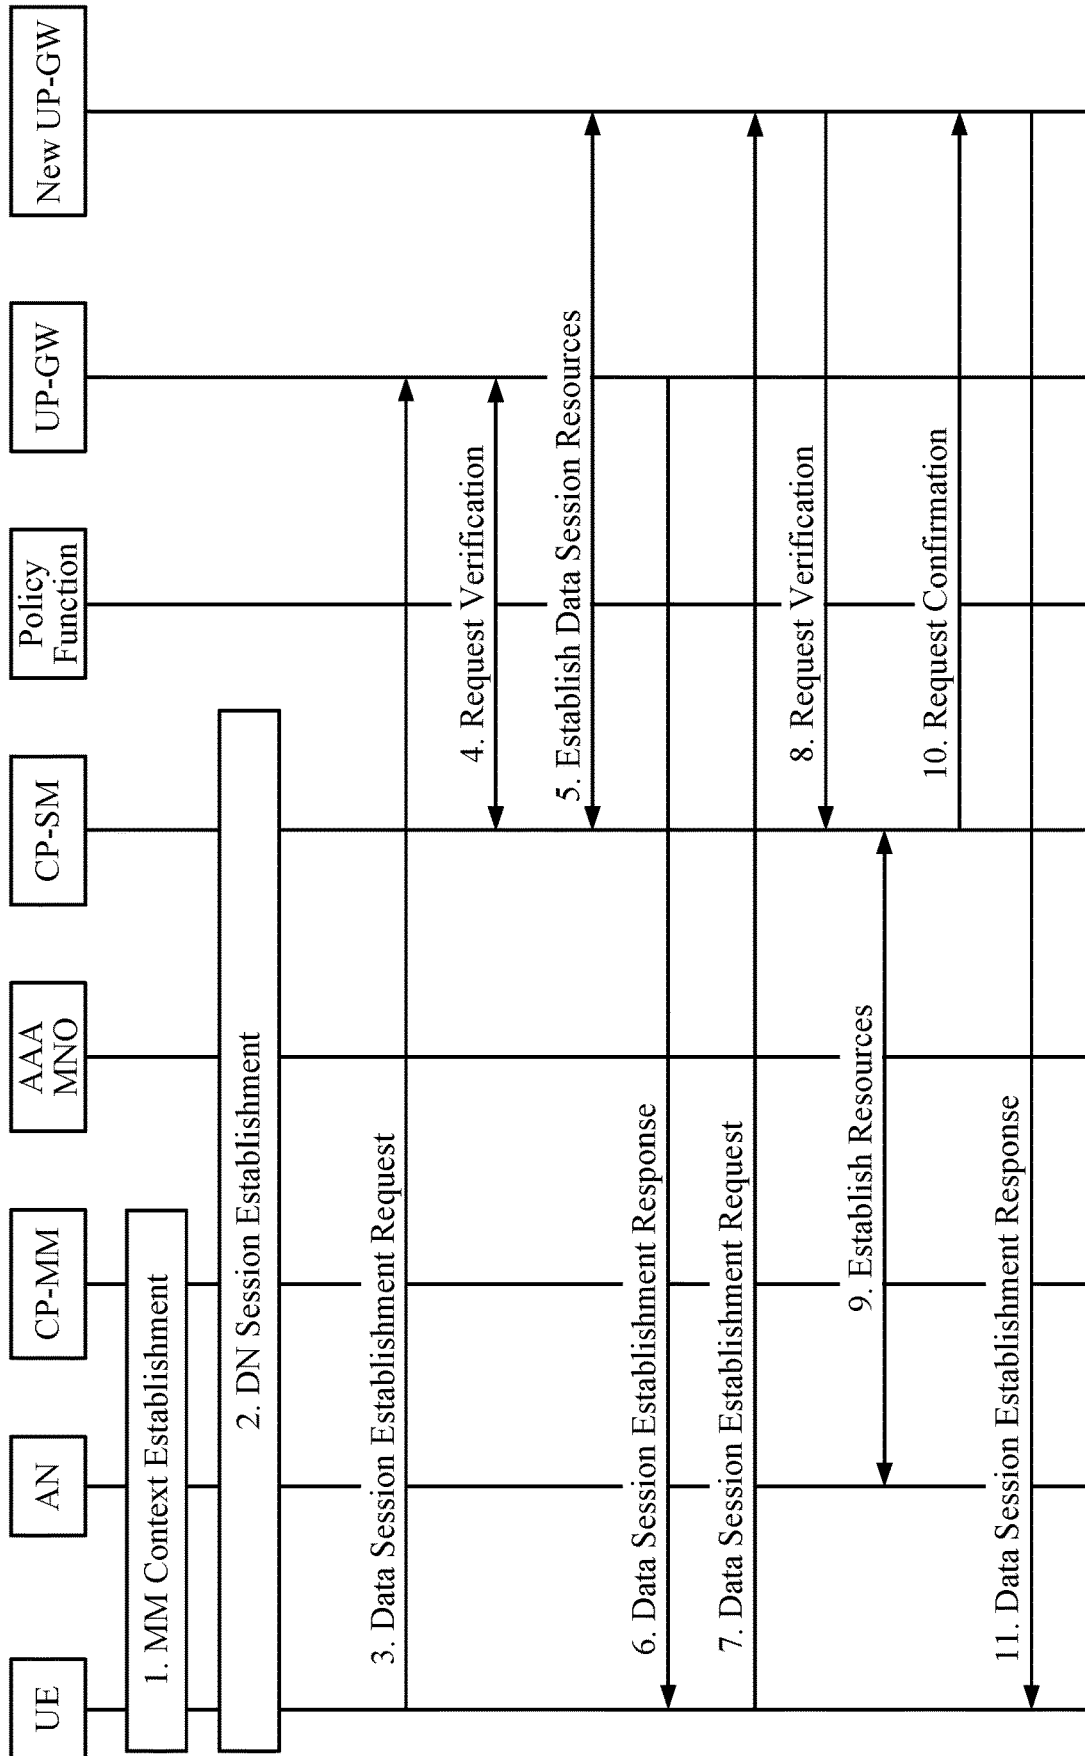 UE
AN
CP-MM
AAA
MNO
CP-SM
Policy
Function
UP-GW
New UP-GW
1. MM Context Establishment
2. DN Session Establishment
3. Data Session Establishment Request
4. Request Verification
5. Establish Data Session Resources
6. Data Session Establishment Response
7. Data Session Establishment Request
8. Request Verification
9. Establish Resources
10. Request Confirmation
11. Data Session Establishment Response